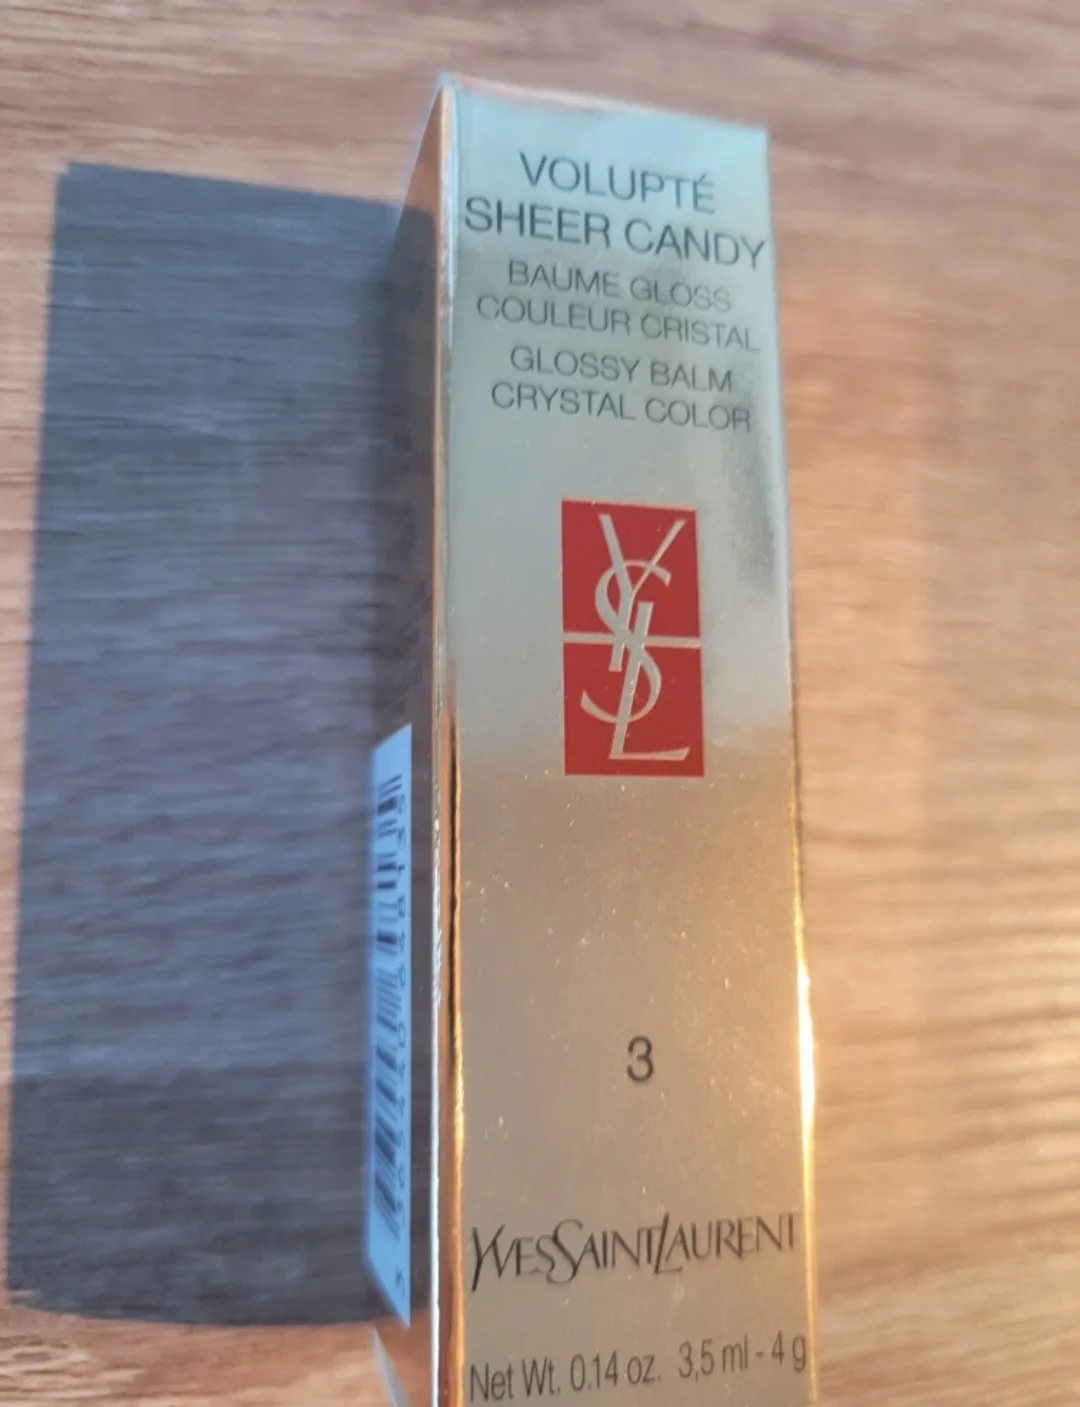 VOLUPTÉ
SHEER CANDY
BAUME GLOSS
COULEUR CRISTAL
GLOSSY BALM
CRYSTAL COLOR
YSL
3
YVESSAINTLAURENT
Net Wt. 0.14 oz. 3,5 ml - 4 g